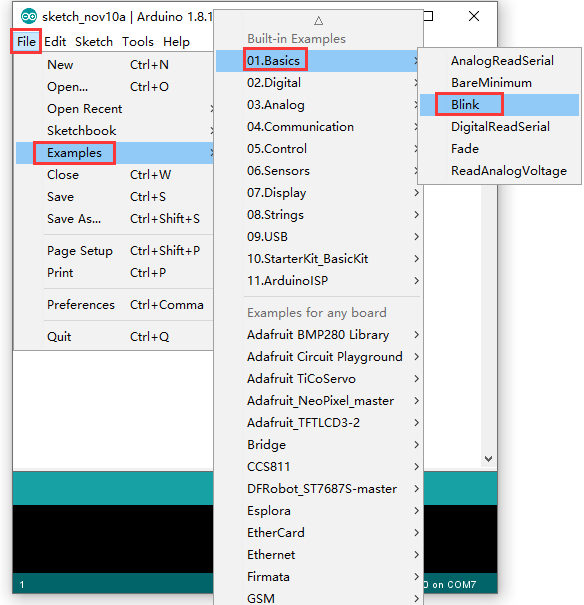 sketch_nov10a | Arduino 1.8.1
File Edit Sketch Tools Help
New Ctrl+N
Open... Ctrl+O
Open Recent
Sketchbook
Examples
Close Ctrl+W
Save Ctrl+S
Save As... Ctrl+Shift+S
Page Setup Ctrl+Shift+P
Print Ctrl+P
Preferences Ctrl+Comma
Quit Ctrl+Q
Built-in Examples
01.Basics
02.Digital
03.Analog
04.Communication
05.Control
06.Sensors
07.Display
08.Strings
09.USB
10.StarterKit_BasicKit
11.ArduinoISP
Examples for any board
Adafruit BMP280 Library
Adafruit Circuit Playground
Adafruit TiCoServo
Adafruit_NeoPixel_master
Adafruit_TFTLCD3-2
Bridge
CCS811
DFRobot_ST7687S-master
Esplora
EtherCard
Ethernet
Firmata
GSM
AnalogReadSerial
BareMinimum
Blink
DigitalReadSerial
Fade
ReadAnalogVoltage
1
0 on COM7